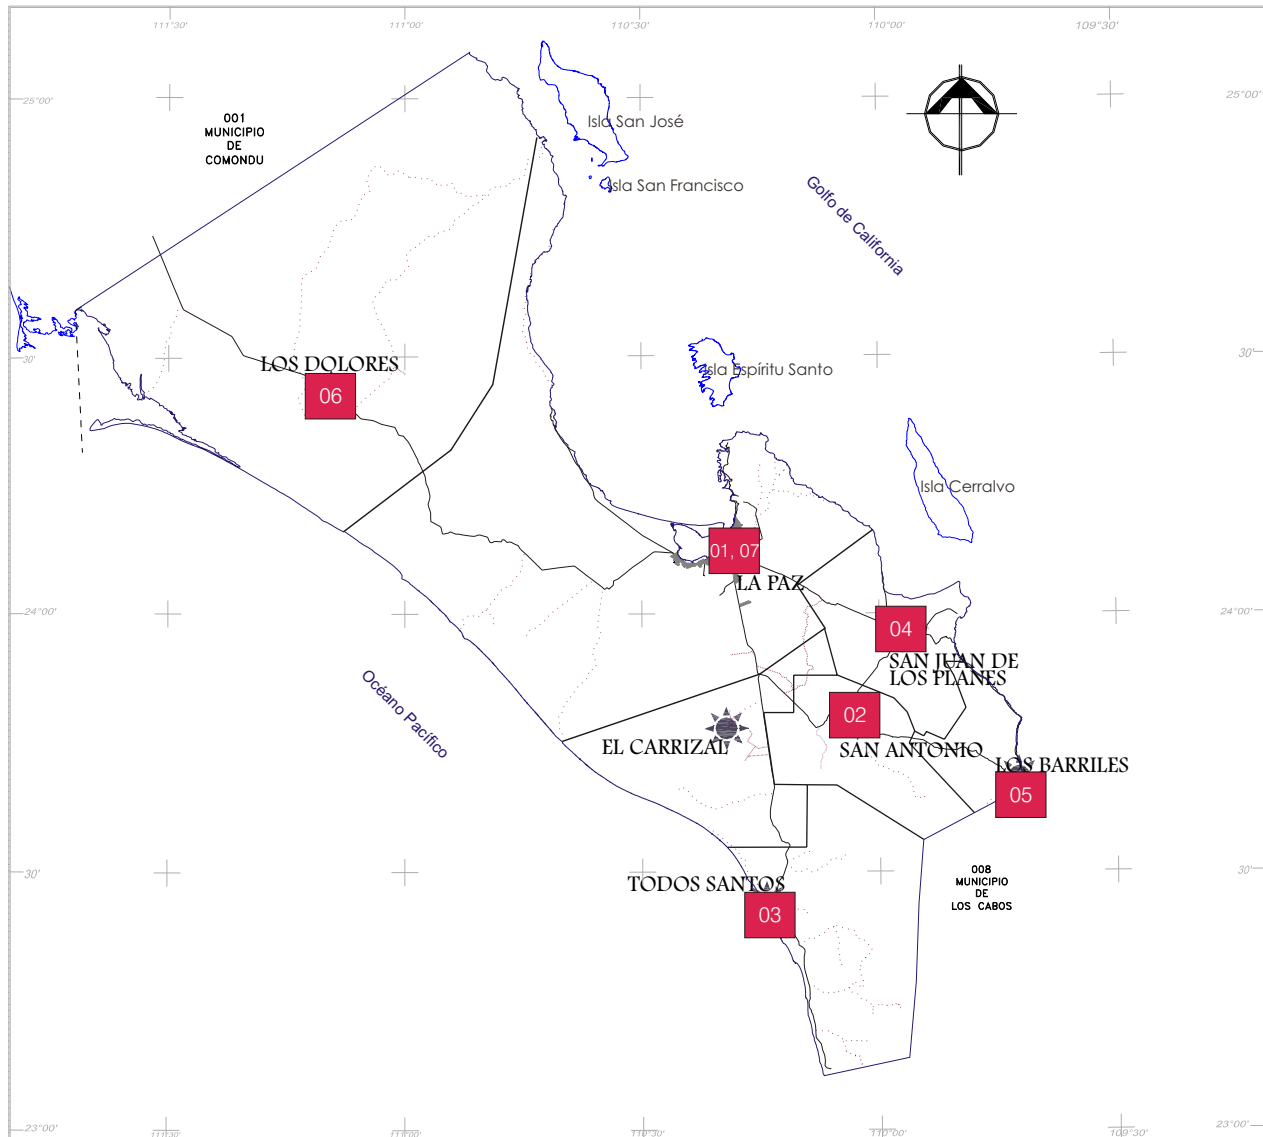 111°30'
111°00'
110°30'
110°00'
109°30'
25°00'
25°00'
001
MUNICIPIO
DE
COMONDU
Isla San José
Isla San Francisco
Golfo de California
30'
30'
LOS DOLORES
06
Isla Espíritu Santo
Isla Cerralvo
01, 07
LA PAZ
24°00'
24°00'
04
SAN JUAN DE
LOS PLANES
Océano Pacífico
02
SAN ANTONIO
EL CARRIZAL
LOS BARRILES
05
30'
30'
008
MUNICIPIO
DE
LOS CABOS
TODOS SANTOS
03
23°00'
23°00'
111°30'
111°00'
110°30'
110°00'
109°30'